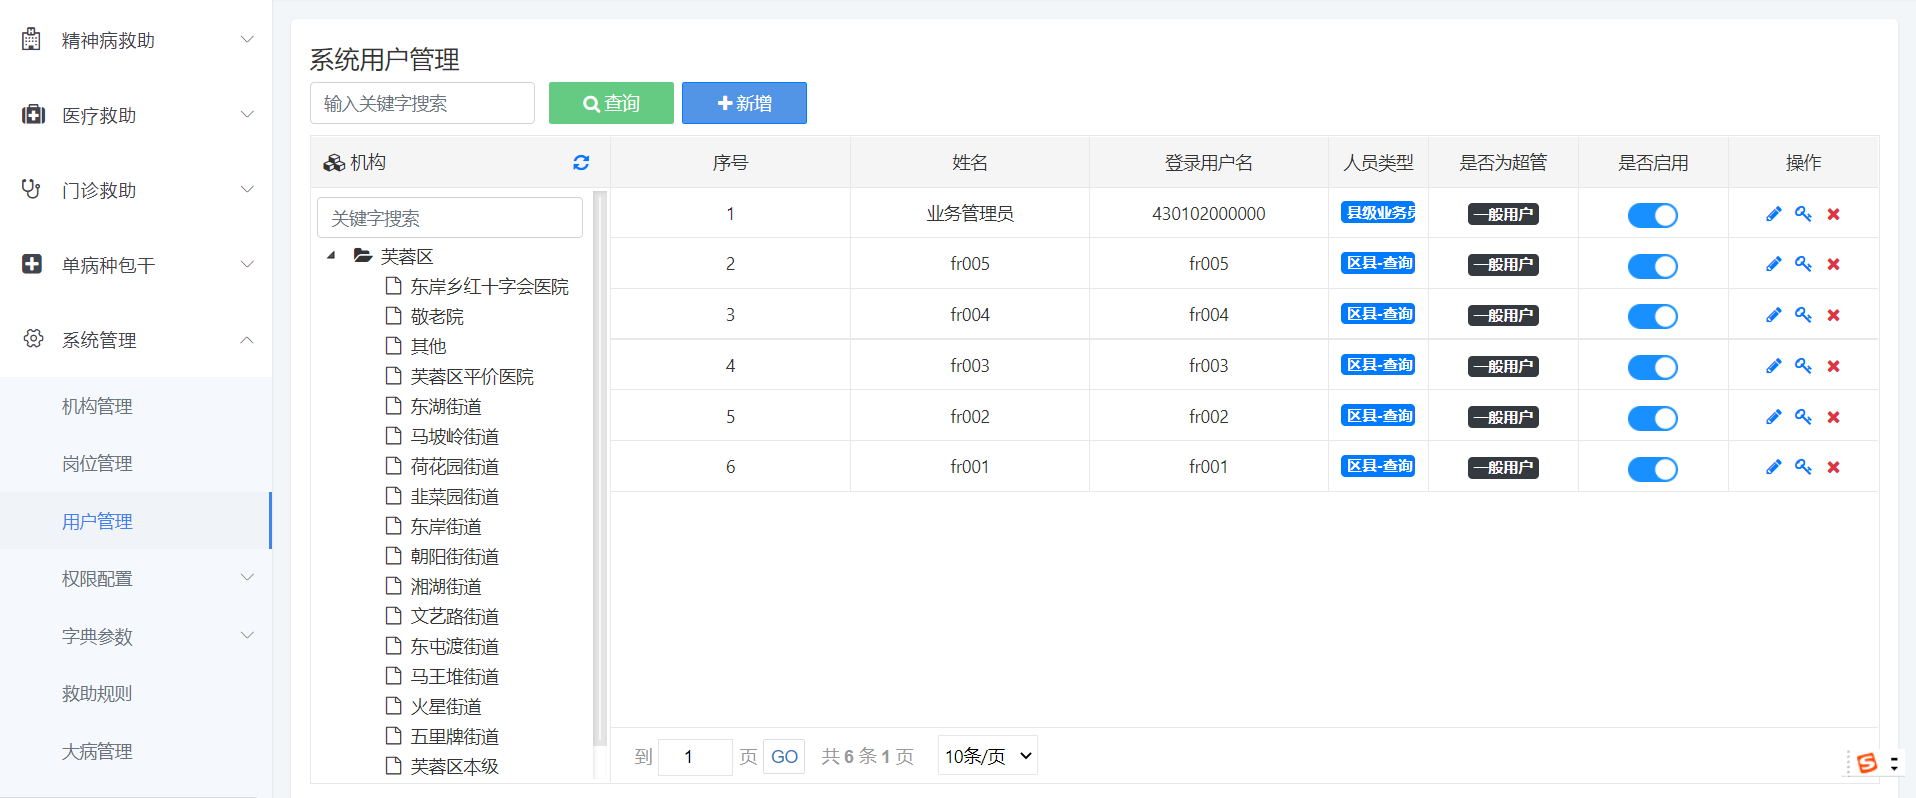 精神病救助
医疗救助
门诊救助
单病种包干
系统管理
机构管理
岗位管理
用户管理
权限配置
字典参数
救助规则
大病管理
系统用户管理
输入关键字搜索
查询
新增
机构
关键字搜索
芙蓉区
东岸乡红十字会医院
敬老院
其他
芙蓉区平价医院
东湖街道
马坡岭街道
荷花园街道
韭菜园街道
东岸街道
朝阳街街道
湘湖街道
文艺路街道
东屯渡街道
马王堆街道
火星街道
五里牌街道
芙蓉区本级
序号 姓名 登录用户名 人员类型 是否为超管 是否启用 操作
1 业务管理员 430102000000 县级业务员 一般用户
2 fr005 fr005 区县-查询 一般用户
3 fr004 fr004 区县-查询 一般用户
4 fr003 fr003 区县-查询 一般用户
5 fr002 fr002 区县-查询 一般用户
6 fr001 fr001 区县-查询 一般用户
到 1 页 GO 共 6 条 1 页 10条/页